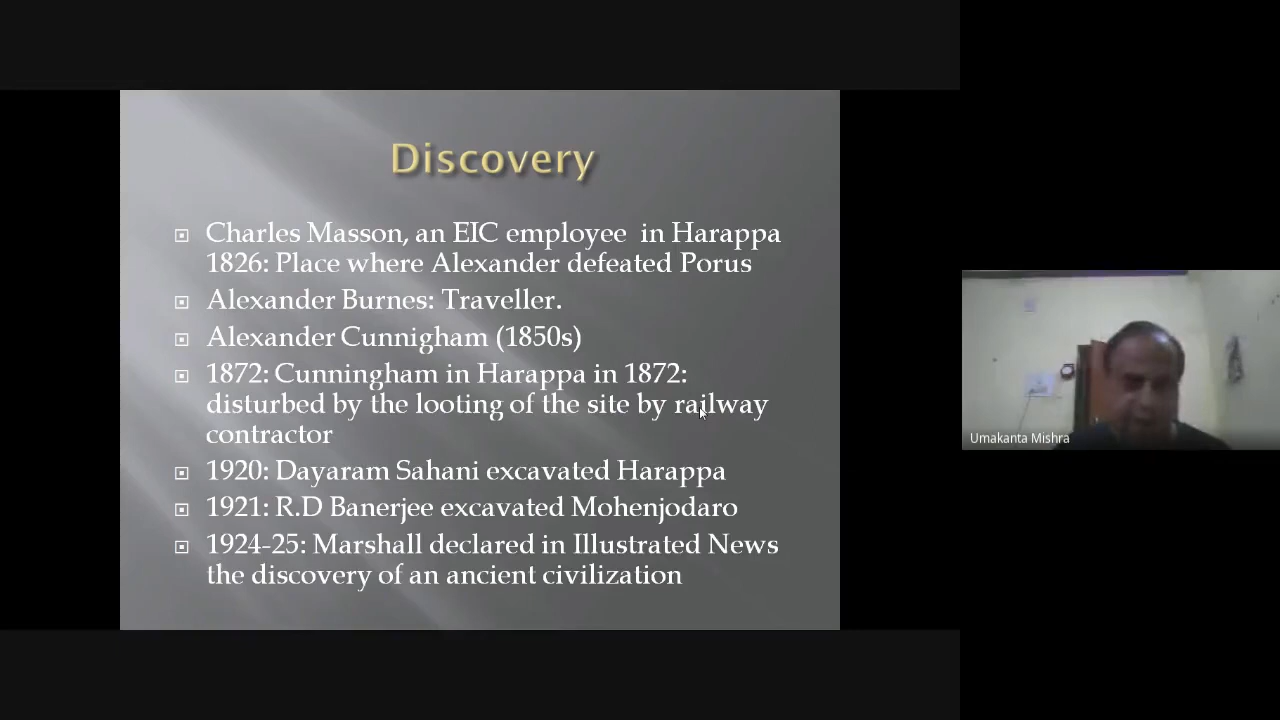 Discovery
Charles Masson, an EIC employee in Harappa
1826: Place where Alexander defeated Porus
Alexander Burnes: Traveller.
Alexander Cunnigham (1850s)
1872: Cunningham in Harappa in 1872:
disturbed by the looting of the site by railway
contractor
1920: Dayaram Sahani excavated Harappa
1921: R.D Banerjee excavated Mohenjodaro
1924-25: Marshall declared in Illustrated News
the discovery of an ancient civilization
Umakanta Mishra